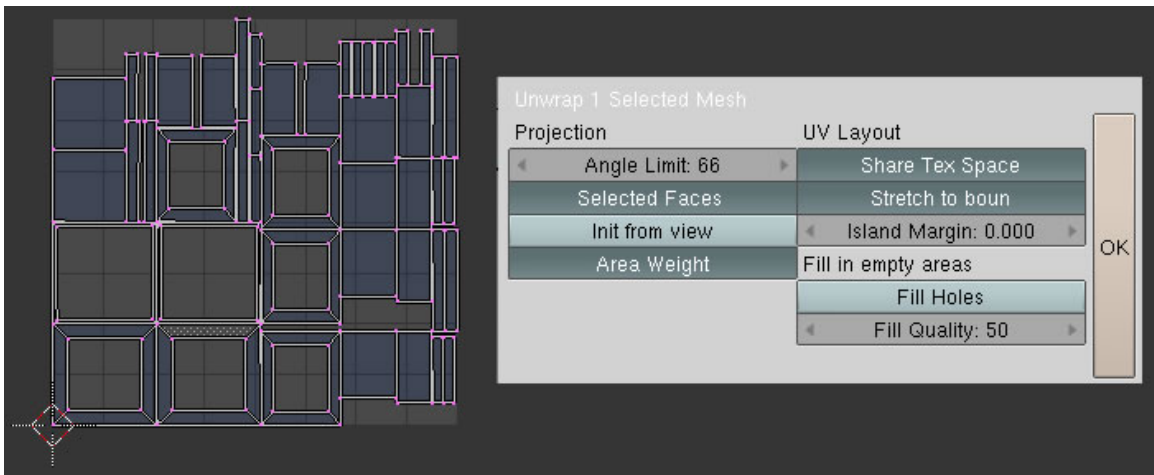 Unwrap 1 Selected Mesh
Projection
Angle Limit: 66
Selected Faces
Init from view
Area Weight
UV Layout
Share Tex Space
Stretch to boun
Island Margin: 0.000
Fill in empty areas
Fill Holes
Fill Quality: 50
OK